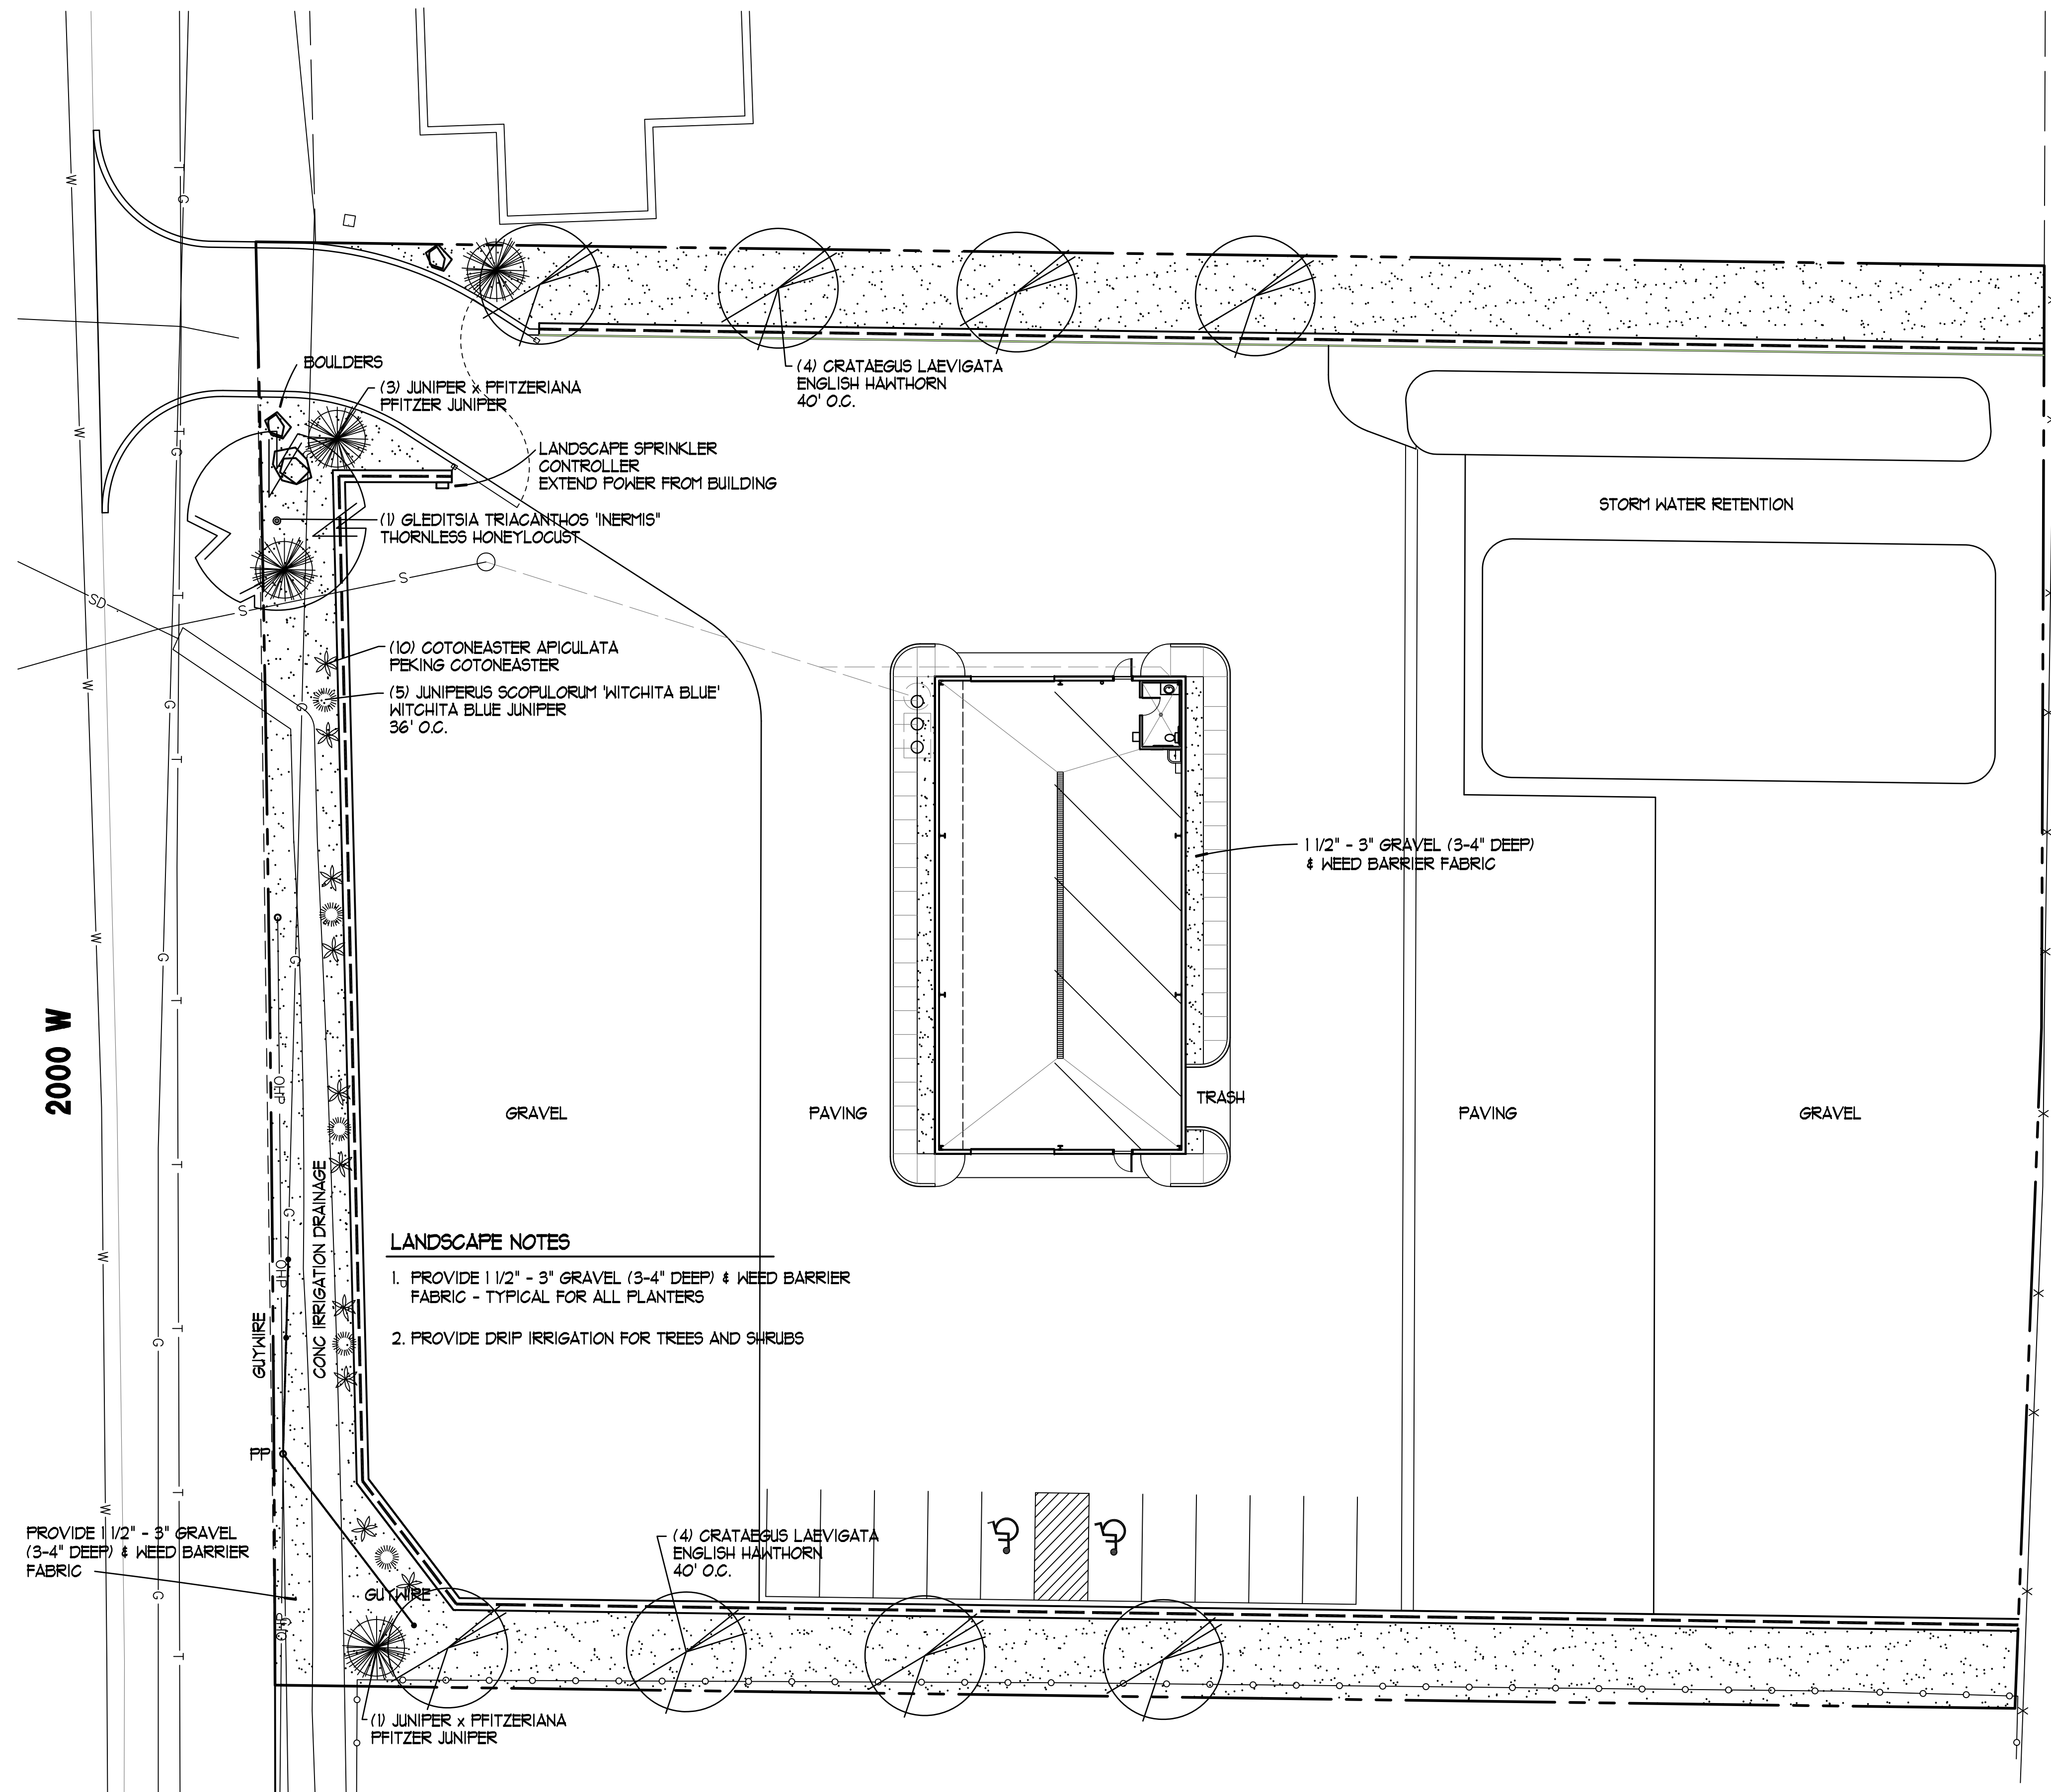 BOULDERS
(3) JUNIPER x PFITZERIANA
PFITZER JUNIPER
(4) CRATAEGUS LAEVIGATA
ENGLISH HAWTHORN
40' O.C.
LANDSCAPE SPRINKLER
CONTROLLER
EXTEND POWER FROM BUILDING
STORM WATER RETENTION
(1) GLEDITSIA TRIACANTHOS 'INERMIS"
THORNLESS HONEYLOCUST
(10) COTONEASTER APICULATA
PEKING COTONEASTER
(5) JUNIPERUS SCOPULORUM 'WITCHITA BLUE'
WITCHITA BLUE JUNIPER
36' O.C.
1 1/2" - 3" GRAVEL (3-4" DEEP)
& WEED BARRIER FABRIC
2000 W
GRAVEL
PAVING
TRASH
PAVING
GRAVEL
CONC IRRIGATION DRAINAGE
GUYWIRE
LANDSCAPE NOTES
1. PROVIDE 1 1/2" - 3" GRAVEL (3-4" DEEP) & WEED BARRIER
FABRIC - TYPICAL FOR ALL PLANTERS
2. PROVIDE DRIP IRRIGATION FOR TREES AND SHRUBS
PP
PROVIDE 1 1/2" - 3" GRAVEL
(3-4" DEEP) & WEED BARRIER
FABRIC
(4) CRATAEGUS LAEVIGATA
ENGLISH HAWTHORN
40' O.C.
GUYWIRE
(1) JUNIPER x PFITZERIANA
PFITZER JUNIPER
W
W
W
W
W
W
T
T
T
T
T
T
T
T
T
G
G
G
G
G
G
G
G
G
SD
S
S
OHP
OHP